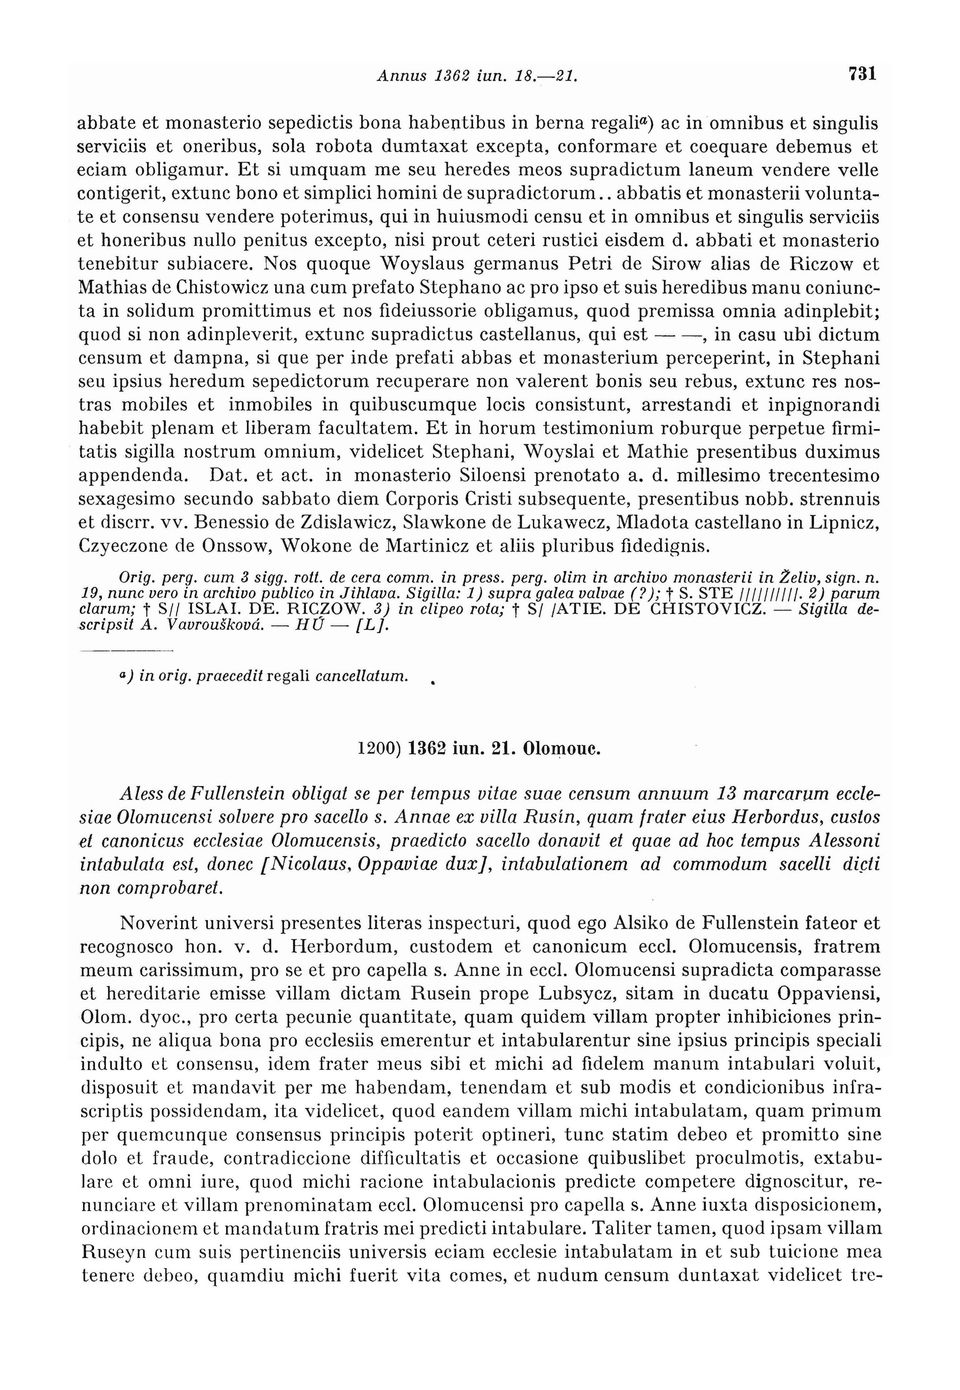 Annus 1362 iun. 18.—21. 731
abbate et monasterio sepedictis bona habentibus in berna regaliᵃ) ac in omnibus et singulis
serviciis et oneribus, sola robota dumtaxat excepta, conformare et coequare debemus et
eciam obligamur. Et si umquam me seu heredes meos supradictum laneum vendere velle
contigerit, extunc bono et simplici homini de supradictorum.. abbatis et monasterii volunta-
te et consensu vendere poterimus, qui in huiusmodi censu et in omnibus et singulis serviciis
et honeribus nullo penitus excepto, nisi prout ceteri rustici eisdem d. abbati et monasterio
tenebitur subiacere. Nos quoque Woyslaus germanus Petri de Sirow alias de Riczow et
Mathias de Chistowicz una cum prefato Stephano ac pro ipso et suis heredibus manu coniunc-
ta in solidum promittimus et nos fideiussorie obligamus, quod premissa omnia adinplebit;
quod si non adinpleverit, extunc supradictus castellanus, qui est — —, in casu ubi dictum
censum et dampna, si que per inde prefati abbas et monasterium perceperint, in Stephani
seu ipsius heredum sepedictorum recuperare non valerent bonis seu rebus, extunc res nos-
tras mobiles et inmobiles in quibuscumque locis consistunt, arrestandi et inpignorandi
habebit plenam et liberam facultatem. Et in horum testimonium roburque perpetue firmi-
tatis sigilla nostrum omnium, videlicet Stephani, Woyslai et Mathie presentibus duximus
appendenda. Dat. et act. in monasterio Siloensi prenotato a. d. millesimo trecentesimo
sexagesimo secundo sabbato diem Corporis Cristi subsequente, presentibus nobb. strennuis
et discrr. vv. Benessio de Zdislawicz, Slawkone de Lukawecz, Mladota castellano in Lipnicz,
Czyeczone de Onssow, Wokone de Martinicz et aliis pluribus fidedignis.
Orig. perg. cum 3 sigg. rott. de cera comm. in press. perg. olim in archivo monasterii in Želiv, sign. n.
19, nunc vero in archivo publico in Jihlava. Sigilla: 1) supra galea valvae (?); † S. STE //////////. 2) parum
clarum; † S// ISLAI. DE. RICZOW. 3) in clipeo rota; † S/ /ATIE. DE CHISTOVICZ. — Sigilla de-
scripsit A. Vavroušková. — HÚ — [L].
ᵃ) in orig. praecedit regali cancellatum.
1200) 1362 iun. 21. Olomouc.
Aless de Fullenstein obligat se per tempus vitae suae censum annuum 13 marcarum eccle-
siae Olomucensi solvere pro sacello s. Annae ex villa Rusín, quam frater eius Herbordus, custos
et canonicus ecclesiae Olomucensis, praedicto sacello donavit et quae ad hoc tempus Alessoni
intabulata est, donec [Nicolaus, Oppaviae dux], intabulationem ad commodum sacelli dicti
non comprobaret.
Noverint universi presentes literas inspecturi, quod ego Alsiko de Fullenstein fateor et
recognosco hon. v. d. Herbordum, custodem et canonicum eccl. Olomucensis, fratrem
meum carissimum, pro se et pro capella s. Anne in eccl. Olomucensi supradicta comparasse
et hereditarie emisse villam dictam Rusein prope Lubsycz, sitam in ducatu Oppaviensi,
Olom. dyoc., pro certa pecunie quantitate, quam quidem villam propter inhibiciones prin-
cipis, ne aliqua bona pro ecclesiis emerentur et intabularentur sine ipsius principis speciali
indulto et consensu, idem frater meus sibi et michi ad fidelem manum intabulari voluit,
disposuit et mandavit per me habendam, tenendam et sub modis et condicionibus infra-
scriptis possidendam, ita videlicet, quod eandem villam michi intabulatam, quam primum
per quemcunque consensus principis poterit optineri, tunc statim debeo et promitto sine
dolo et fraude, contradiccione difficultatis et occasione quibuslibet proculmotis, extabu-
lare et omni iure, quod michi racione intabulacionis predicte competere dignoscitur, re-
nunciare et villam prenominatam eccl. Olomucensi pro capella s. Anne iuxta disposicionem,
ordinacionem et mandatum fratris mei predicti intabulare. Taliter tamen, quod ipsam villam
Ruseyn cum suis pertinenciis universis eciam ecclesie intabulatam in et sub tuicione mea
tenere debeo, quamdiu michi fuerit vita comes, et nudum censum duntaxat videlicet tre-